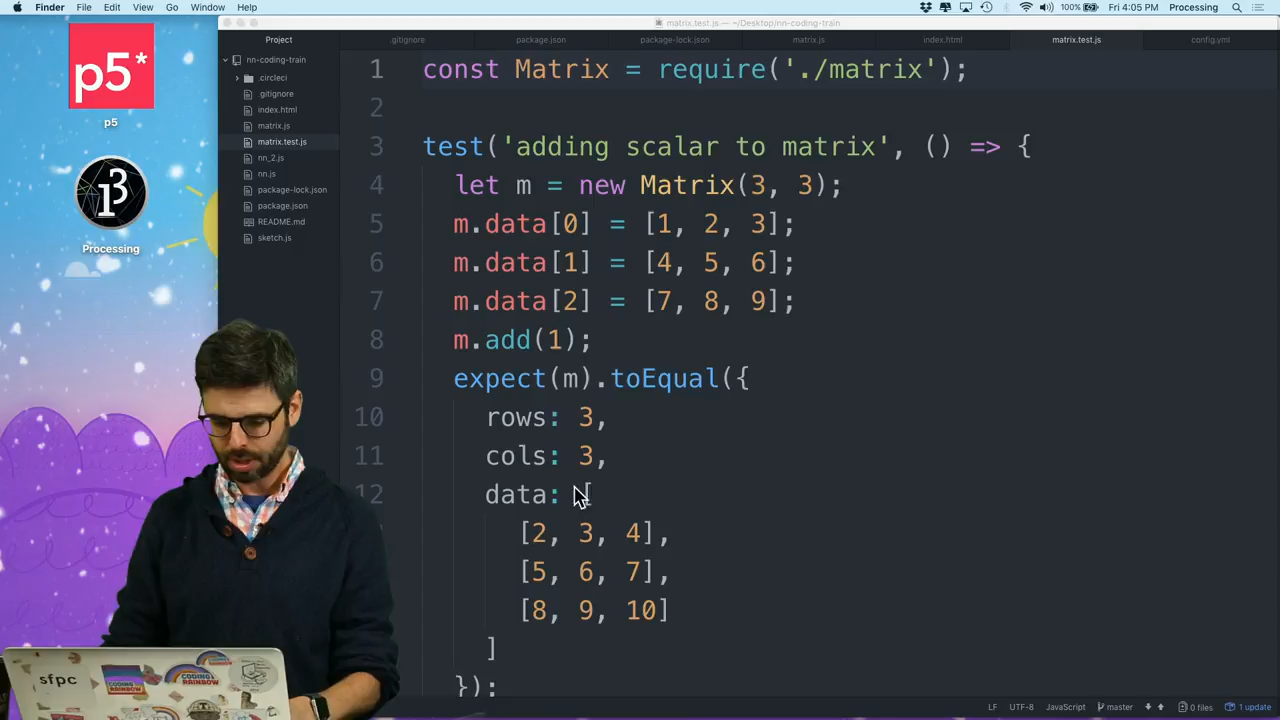 Finder File Edit View Go Window Help
100% Fri 4:05 PM Processing
matrix.test.js — ~/Desktop/nn-coding-train
Project
.gitignore package.json package-lock.json matrix.js index.html matrix.test.js config.yml
nn-coding-train
.circleci
.gitignore
index.html
matrix.js
matrix.test.js
nn_2.js
nn.js
package-lock.json
package.json
README.md
sketch.js
p5*
p5
Processing
1 const Matrix = require('./matrix');
2
3 test('adding scalar to matrix', () => {
4 let m = new Matrix(3, 3);
5 m.data[0] = [1, 2, 3];
6 m.data[1] = [4, 5, 6];
7 m.data[2] = [7, 8, 9];
8 m.add(1);
9 expect(m).toEqual({
10 rows: 3,
11 cols: 3,
12 data: [
[2, 3, 4],
[5, 6, 7],
[8, 9, 10]
]
});
sfpc
CODING RAINBOW
CODING RAINBOW
LF UTF-8 JavaScript master 0 files 1 update